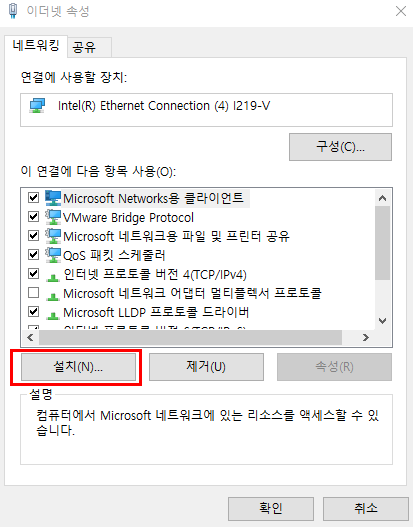 이더넷 속성
네트워킹 공유
연결에 사용할 장치:
Intel(R) Ethernet Connection (4) I219-V
구성(C)...
이 연결에 다음 항목 사용(O):
Microsoft Networks용 클라이언트
VMware Bridge Protocol
Microsoft 네트워크용 파일 및 프린터 공유
QoS 패킷 스케줄러
인터넷 프로토콜 버전 4(TCP/IPv4)
Microsoft 네트워크 어댑터 멀티플렉서 프로토콜
Microsoft LLDP 프로토콜 드라이버
설치(N)... 제거(U) 속성(R)
설명
컴퓨터에서 Microsoft 네트워크에 있는 리소스를 액세스할 수 있
습니다.
확인 취소